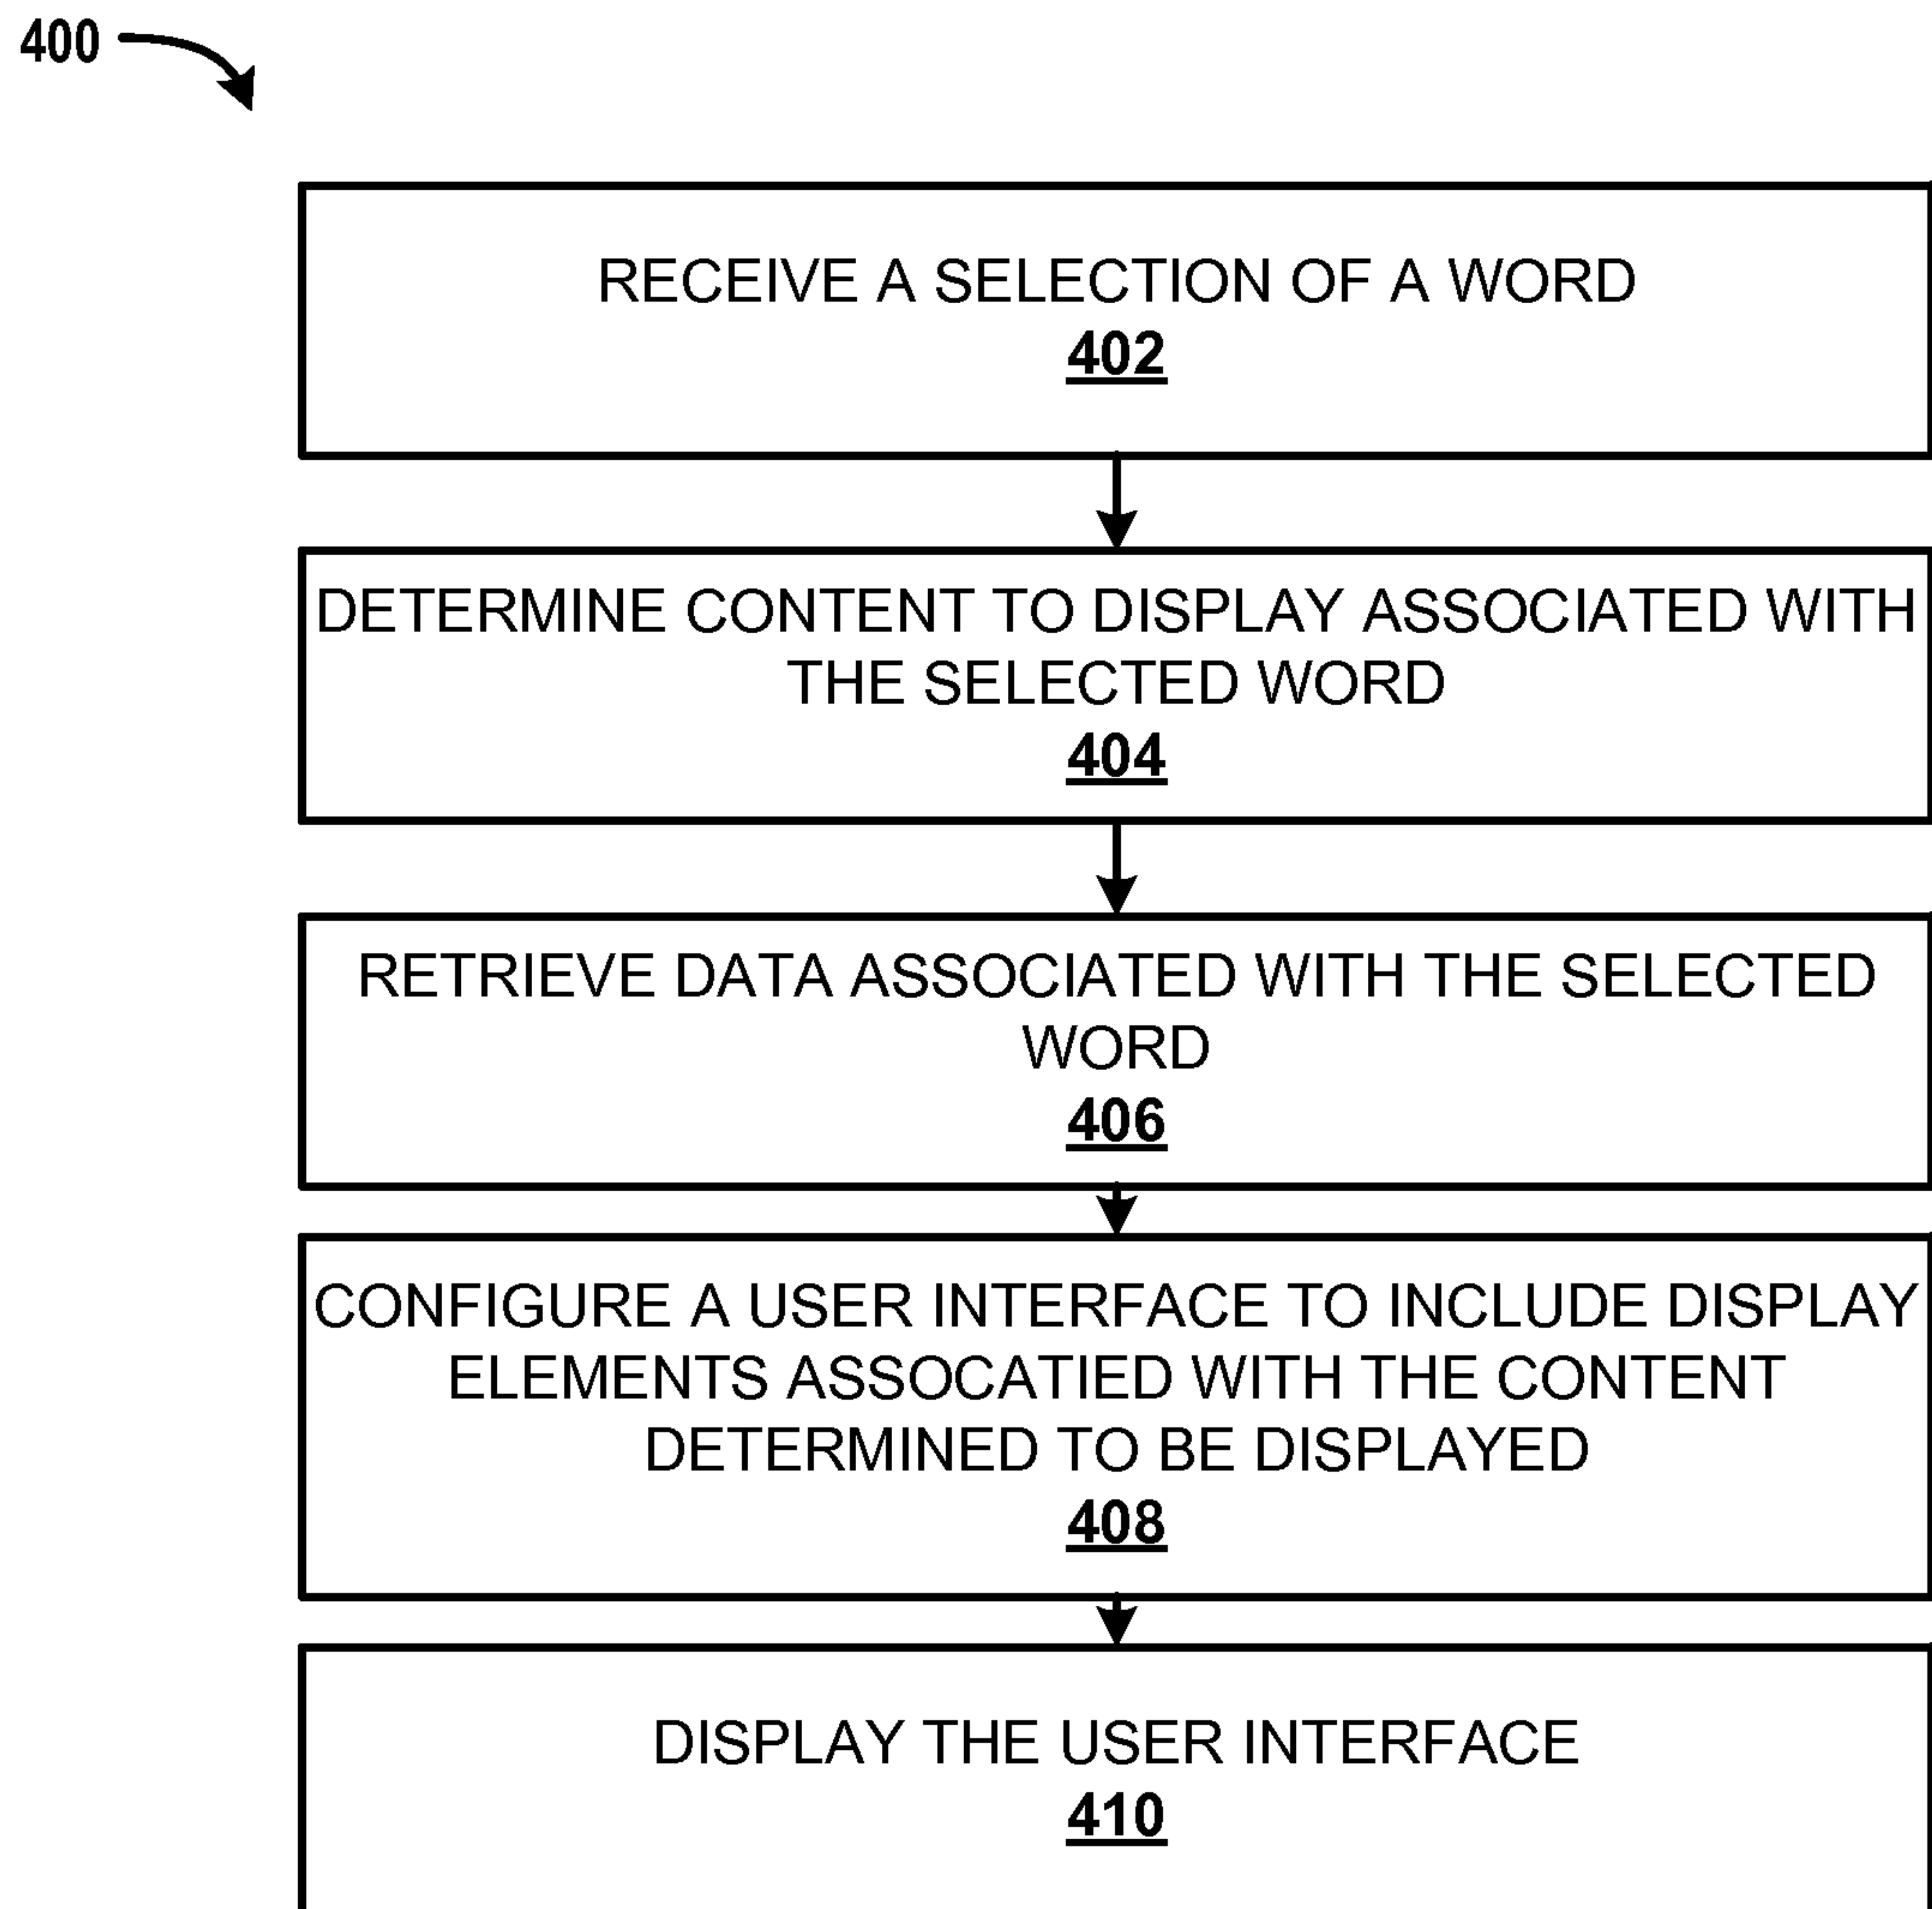 400
RECEIVE A SELECTION OF A WORD
402
DETERMINE CONTENT TO DISPLAY ASSOCIATED WITH
THE SELECTED WORD
404
RETRIEVE DATA ASSOCIATED WITH THE SELECTED
WORD
406
CONFIGURE A USER INTERFACE TO INCLUDE DISPLAY
ELEMENTS ASSOCATIED WITH THE CONTENT
DETERMINED TO BE DISPLAYED
408
DISPLAY THE USER INTERFACE
410